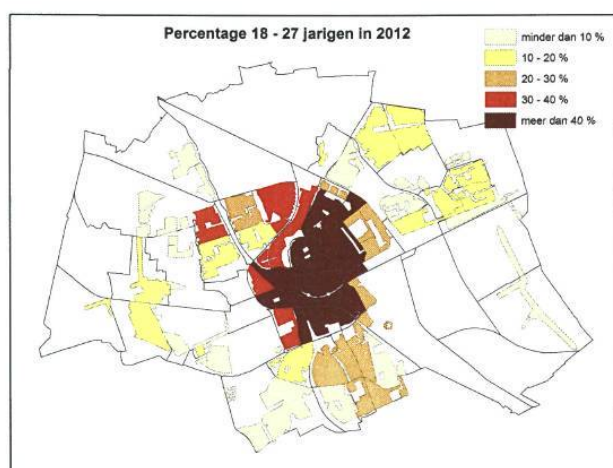 Percentage 18 - 27 jarigen in 2012
minder dan 10 %
10 - 20 %
20 - 30 %
30 - 40 %
meer dan 40 %